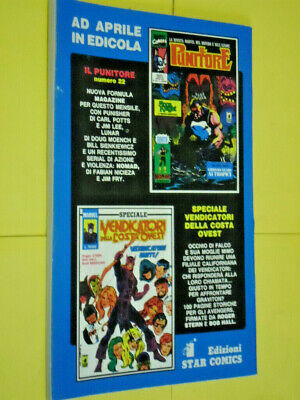 AD APRILE
IN EDICOLA
IL PUNITORE
numero 22
NUOVA FORMULA
MAGAZINE
PER QUESTO MENSILE,
CON PUNISHER
DI CARL POTTS
E JIM LEE,
LUNAR
DI DOUG MOENCH E
BILL SIENKIEWICZ
E UN RECENTISSIMO
SERIAL DI AZIONE
E VIOLENZA: NOMAD,
DI FABIAN NICIEZA
E JIM FRY.
PUNITORE
SPECIALE
VENDICATORI
DELLA COSTA
OVEST
OCCHIO DI FALCO
E SUA MOGLIE MIMO
DEVONO RIUNIRE UNA
FILIALE CALIFORNIANA
DEI VENDICATORI:
CHI RISPONDERÀ ALLA
LORO CHIAMATA...
GIUSTO IN TEMPO
PER AFFRONTARE
GRAVITON?
100 PAGINE STORICHE
PER GLI AVENGERS,
FIRMATE DA ROGER
STERN E BOB HALL.
MARVEL
SPECIALE
VENDICATORI
DELLA COSTA OVEST
Edizioni
STAR COMICS